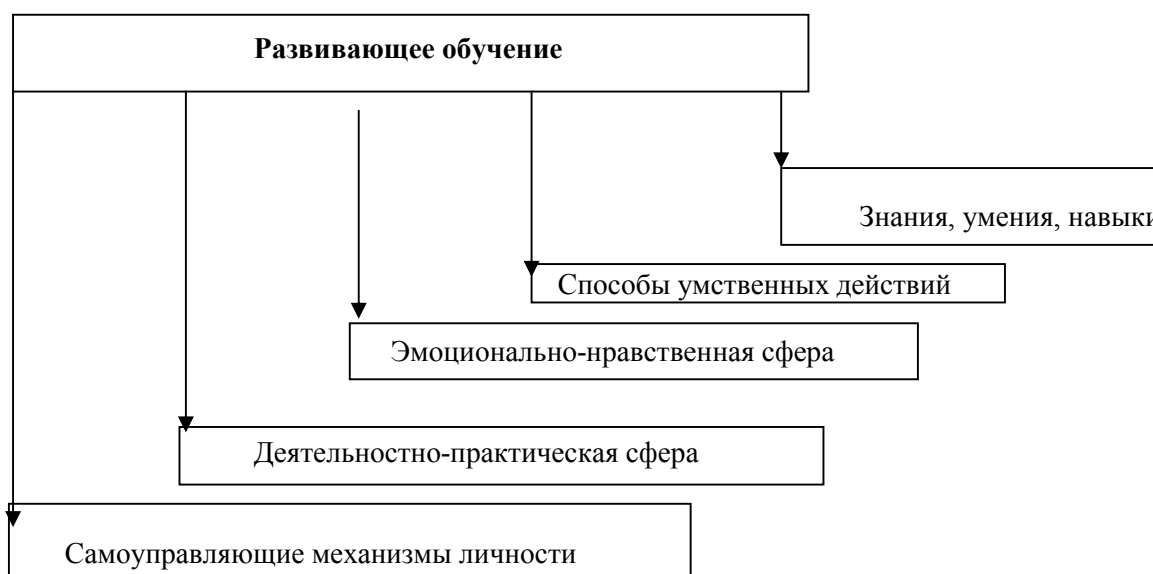 Развивающее обучение
Знания, умения, навыки
Способы умственных действий
Эмоционально-нравственная сфера
Деятельностно-практическая сфера
Самоуправляющие механизмы личности